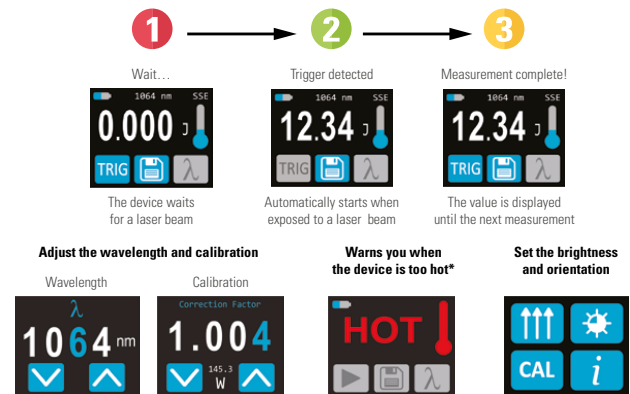 1 2 3
Wait... Trigger detected Measurement complete!
1064 nm SSE 1064 nm SSE 1064 nm SSE
0.000 J 12.34 J 12.34 J
TRIG λ TRIG λ TRIG λ
The device waits Automatically starts when The value is displayed
for a laser beam exposed to a laser beam until the next measurement
Adjust the wavelength and calibration Warns you when Set the brightness
the device is too hot* and orientation
Wavelength Calibration
λ Correction Factor
1064 nm 1.004 HOT
145.3
W λ CAL i